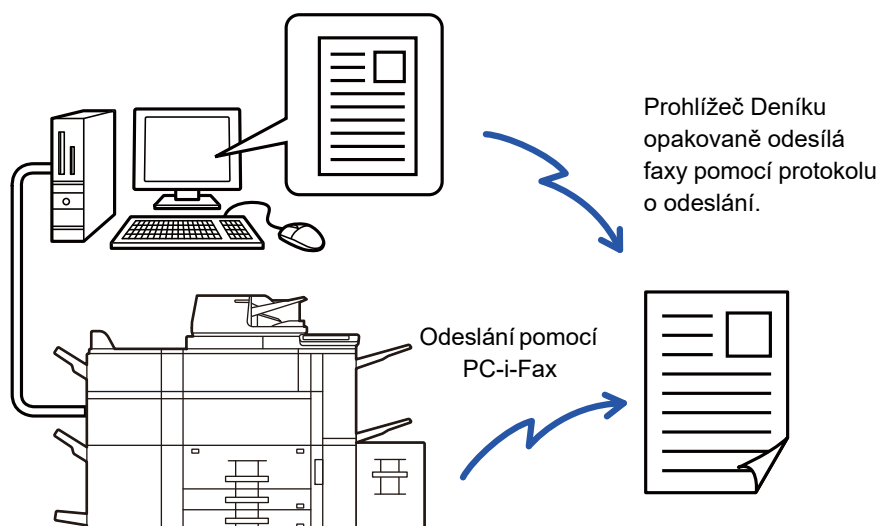 Prohlížeč Deníku
opakovaně odesílá
faxy pomocí protokolu
o odeslání.
Odeslání pomocí
PC-i-Fax